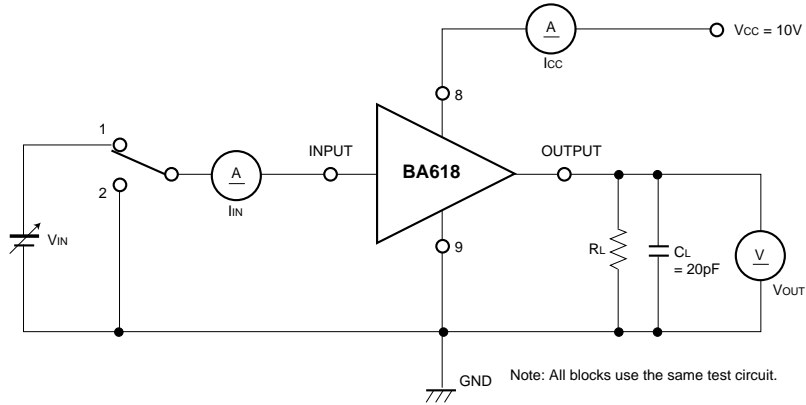 A
ICC
VCC = 10V
8
1
2
A
IIN
INPUT
BA618
OUTPUT
VIN
9
RL
CL
= 20pF
V
VOUT
GND
Note: All blocks use the same test circuit.